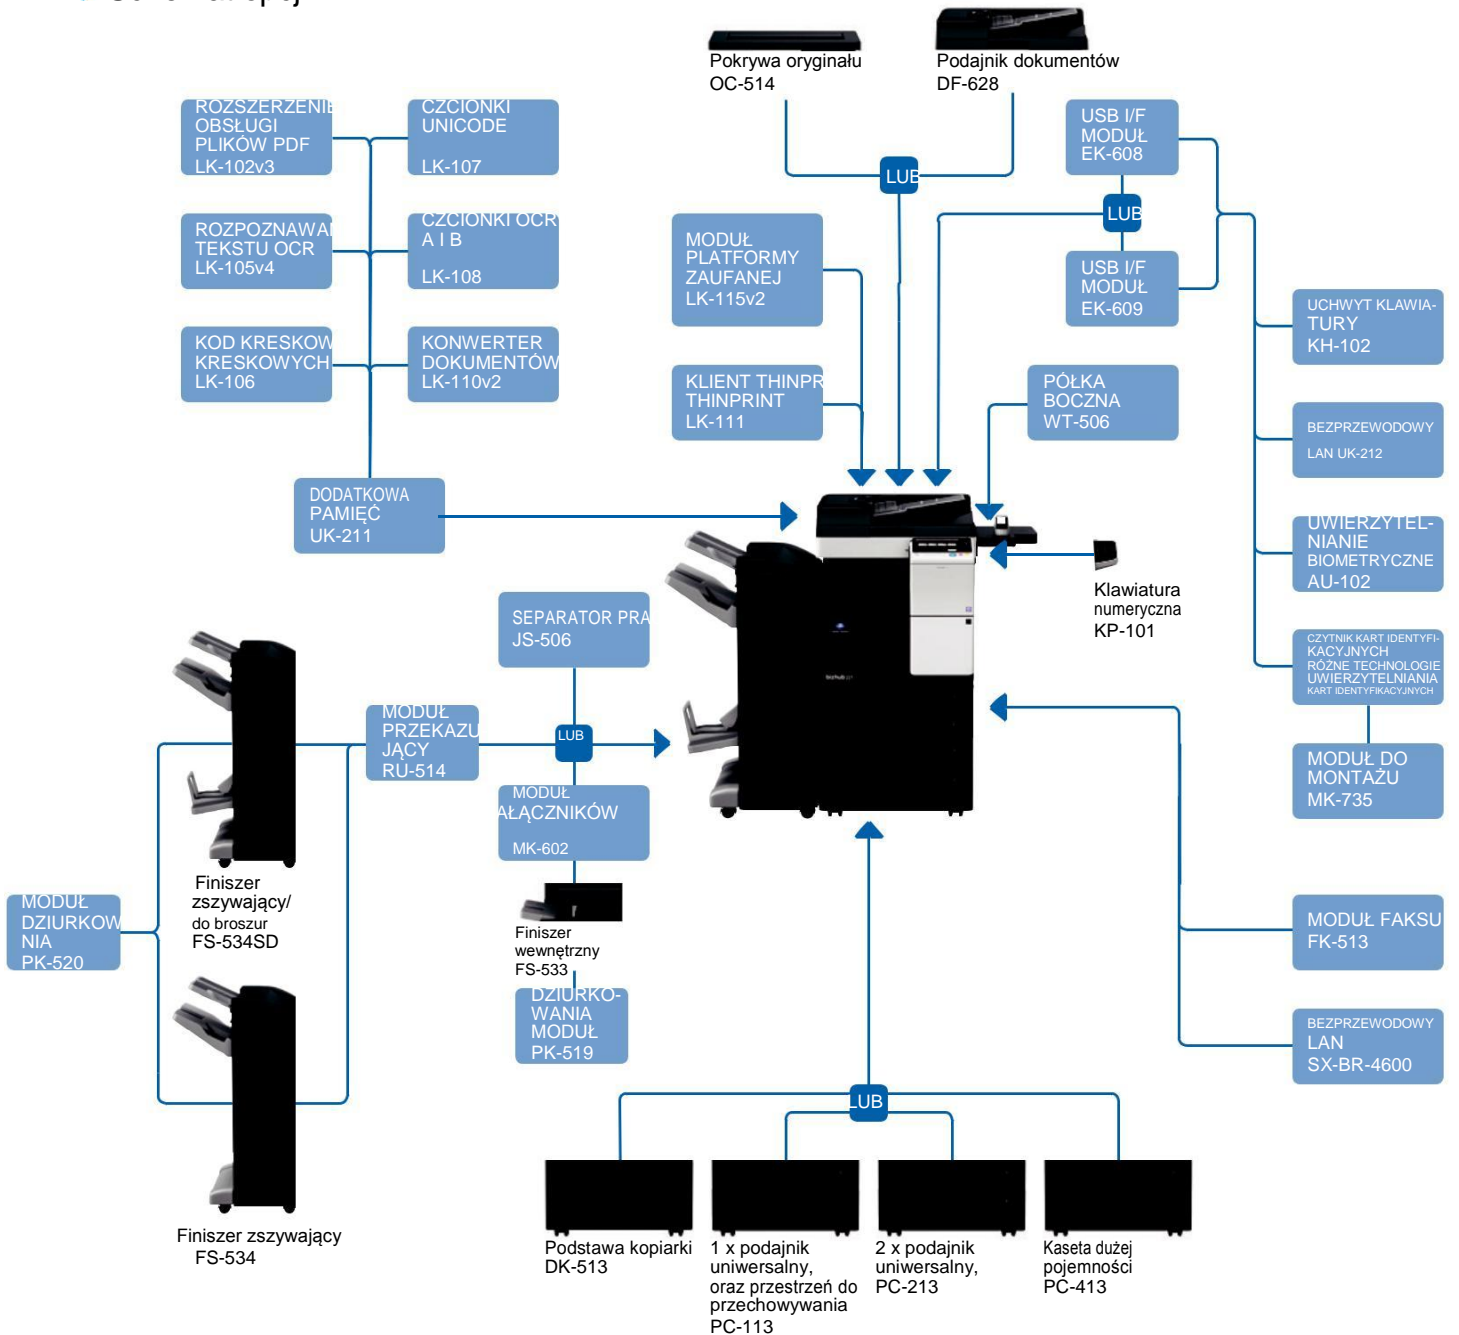 Pokrywa oryginału
OC-514
Podajnik dokumentów
DF-628
ROZSZERZENIE
OBSŁUGI
PLIKÓW PDF
LK-102v3
CZCIONKI
UNICODE
LK-107
USB I/F
MODUŁ
EK-608
LUB
LUB
ROZPOZNAWA
TEKSTU OCR
LK-105v4
CZCIONKI OCR
A I B
LK-108
MODUŁ
PLATFORMY
ZAUFANEJ
LK-115v2
USB I/F
MODUŁ
EK-609
UCHWYT KLAWIA-
TURY
KH-102
KOD KRESKOW
KRESKOWYCH
LK-106
KONWERTER
DOKUMENTÓW
LK-110v2
KLIENT THINPR
THINPRINT
LK-111
PÓŁKA
BOCZNA
WT-506
BEZPRZEWODOWY
LAN UK-212
DODATKOWA
PAMIĘĆ
UK-211
UWIERZYTEL-
NIANIE
BIOMETRYCZNE
AU-102
Klawiatura
numeryczna
KP-101
SEPARATOR PRA
JS-506
CZYTNIK KART IDENTYFI-
KACYJNYCH
RÓŻNE TECHNOLOGIE
UWIERZYTELNIANIA
KART IDENTYFIKACYJNYCH
MODUŁ
PRZEKAZU
JĄCY
RU-514
LUB
MODUŁ DO
MONTAŻU
MK-735
MODUŁ
AŁĄCZNIKÓW
MK-602
Finiszer
zszywający/
do broszur
FS-534SD
MODUŁ
DZIURKOW
NIA
PK-520
Finiszer
wewnętrzny
FS-533
MODUŁ FAKSU
FK-513
DZIURKO-
WANIA
MODUŁ
PK-519
BEZPRZEWODOWY
LAN
SX-BR-4600
LUB
Finiszer zszywający
FS-534
Podstawa kopiarki
DK-513
1 x podajnik
uniwersalny,
oraz przestrzeń do
przechowywania
PC-113
2 x podajnik
uniwersalny,
PC-213
Kaseta dużej
pojemności
PC-413